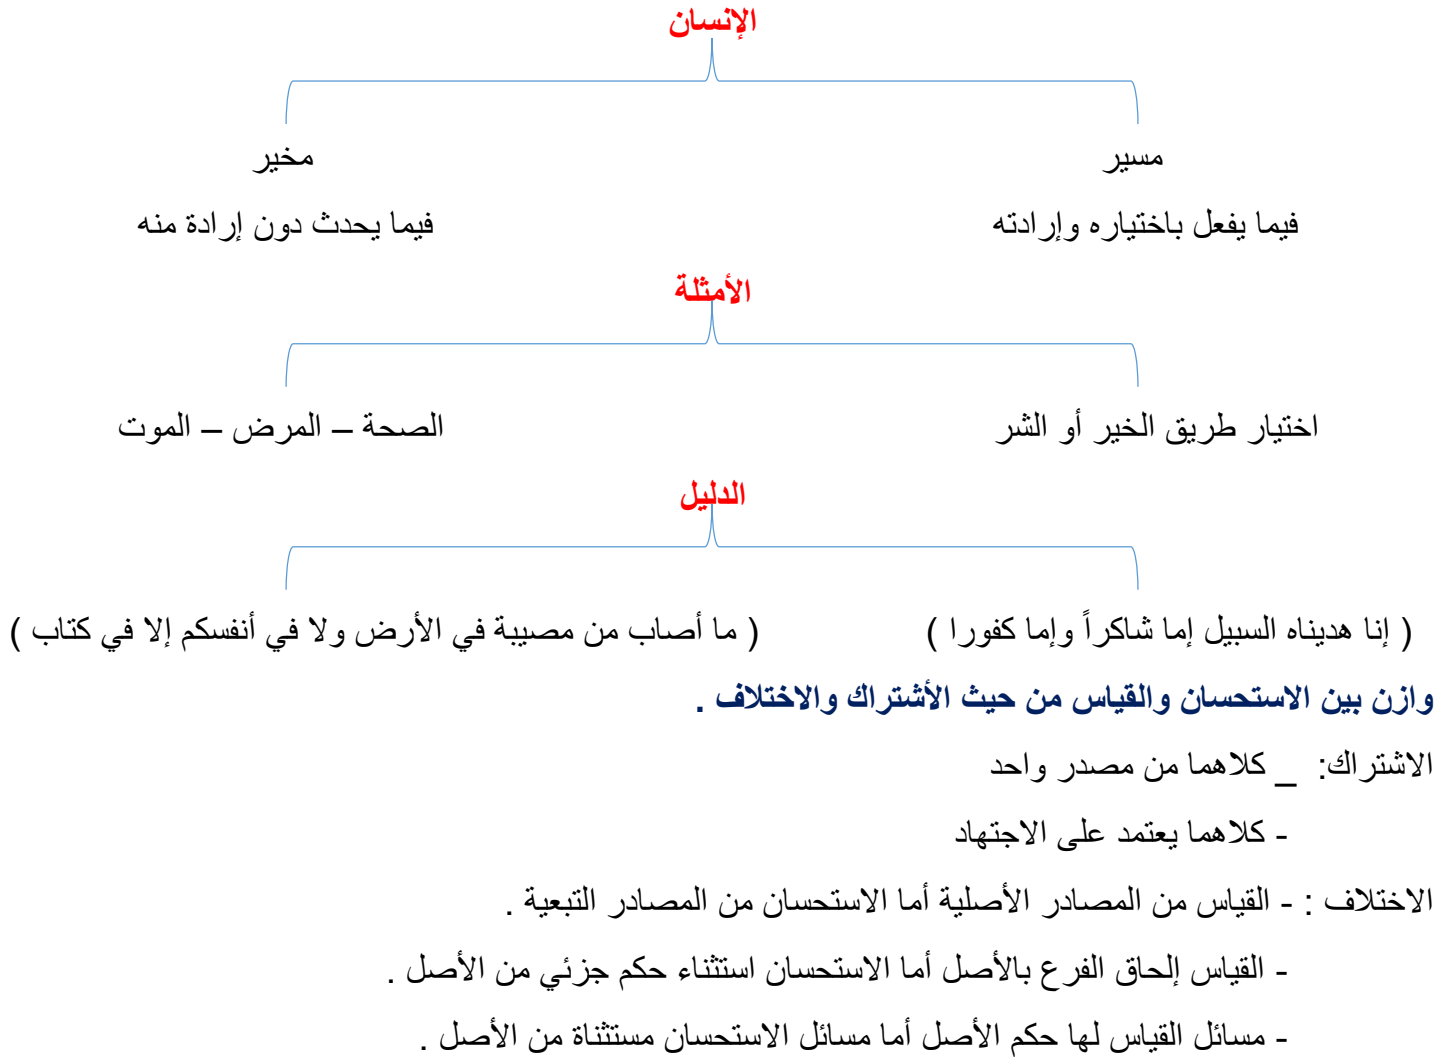 الإنسان
مسير
مخير
فيما يفعل باختياره وإرادته
فيما يحدث دون إرادة منه
الأمثلة
اختيار طريق الخير أو الشر
الصحة – المرض – الموت
الدليل
( إنا هديناه السبيل إما شاكراً وإما كفورا )
( ما أصاب من مصيبة في الأرض ولا في أنفسكم إلا في كتاب )
وازن بين الاستحسان والقياس من حيث الأشتراك والاختلاف .
الاشتراك: _ كلاهما من مصدر واحد
- كلاهما يعتمد على الاجتهاد
الاختلاف : - القياس من المصادر الأصلية أما الاستحسان من المصادر التبعية .
- القياس إلحاق الفرع بالأصل أما الاستحسان استثناء حكم جزئي من الأصل .
- مسائل القياس لها حكم الأصل أما مسائل الاستحسان مستثناة من الأصل .